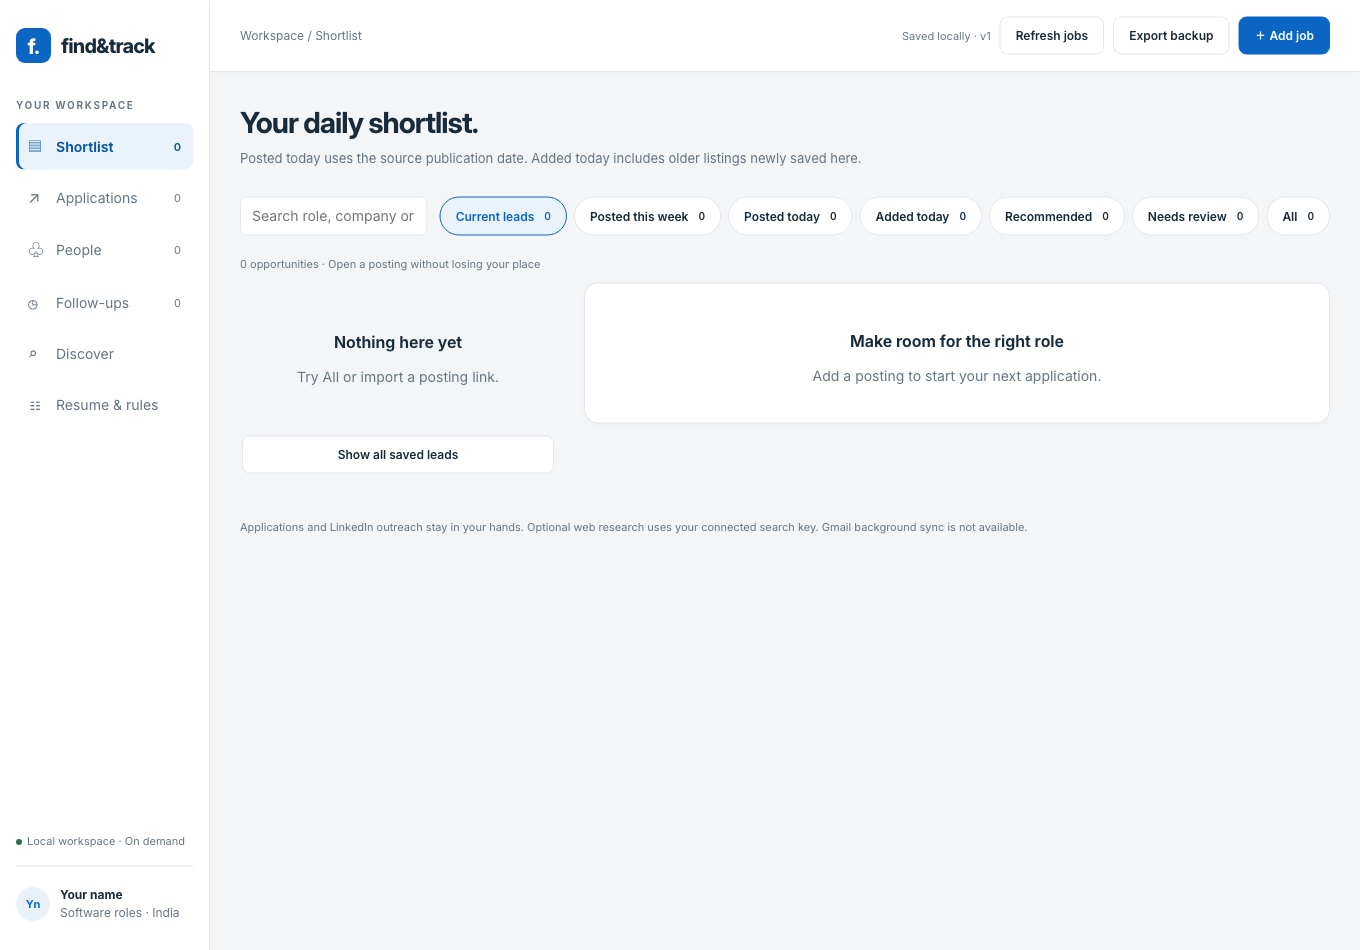 f. find&track
YOUR WORKSPACE
Shortlist 0
Applications 0
People 0
Follow-ups 0
Discover
Resume & rules
Local workspace · On demand
Yn
Your name
Software roles · India
Workspace / Shortlist
Saved locally · v1
Refresh jobs
Export backup
+ Add job
Your daily shortlist.
Posted today uses the source publication date. Added today includes older listings newly saved here.
Search role, company or
Current leads 0
Posted this week 0
Posted today 0
Added today 0
Recommended 0
Needs review 0
All 0
0 opportunities · Open a posting without losing your place
Nothing here yet
Try All or import a posting link.
Show all saved leads
Make room for the right role
Add a posting to start your next application.
Applications and LinkedIn outreach stay in your hands. Optional web research uses your connected search key. Gmail background sync is not available.